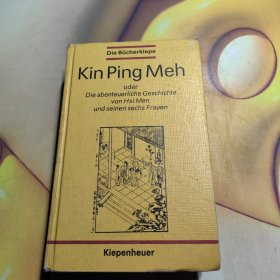 Die Bücherkiepe
Kin Ping Meh
oder
Die abenteuerliche Geschichte
von Hsi Men
und seinen sechs Frauen
Kiepenheuer